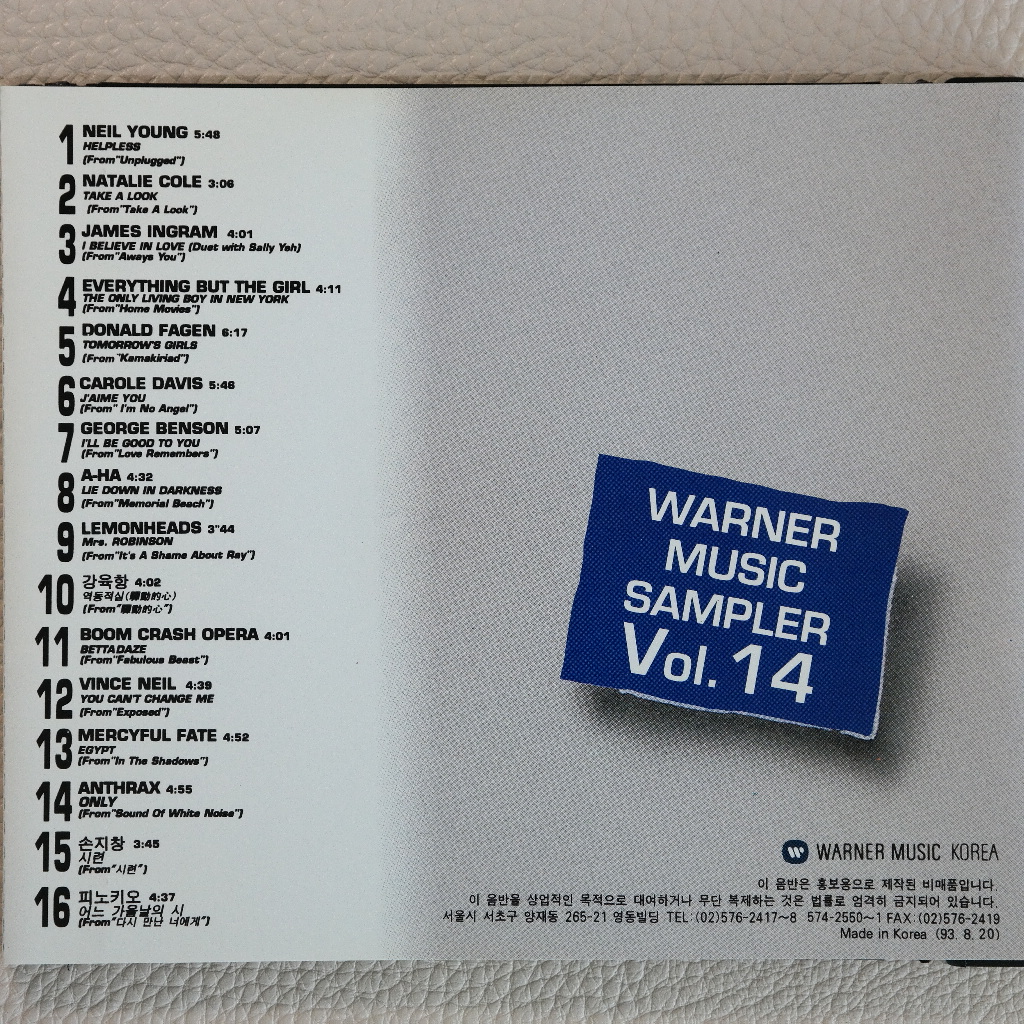 1 NEIL YOUNG 5:48
HELPLESS
(From"Unplugged")
2 NATALIE COLE 3:06
TAKE A LOOK
(From"Take A Look")
3 JAMES INGRAM 4:01
I BELIEVE IN LOVE (Duet with Sally Yeh)
(From"Aways You")
4 EVERYTHING BUT THE GIRL 4:11
THE ONLY LIVING BOY IN NEW YORK
(From"Home Movies")
5 DONALD FAGEN 6:17
TOMORROW'S GIRLS
(From "Kamakiriad")
6 CAROLE DAVIS 5:46
J'AIME YOU
(From" I'm No Angel")
7 GEORGE BENSON 5:07
I'LL BE GOOD TO YOU
(From"Love Remembers")
8 A-HA 4:32
LIE DOWN IN DARKNESS
(From"Memorial Beach")
9 LEMONHEADS 3"44
Mrs. ROBINSON
(From"It's A Shame About Ray")
10 강육항 4:02
역동적심(驛動的心)
(From"驛動的心")
11 BOOM CRASH OPERA 4:01
BETTADAZE
(From"Fabulous Beast")
12 VINCE NEIL 4:39
YOU CAN'T CHANGE ME
(From"Exposed")
13 MERCYFUL FATE 4:52
EGYPT
(From"In The Shadows")
14 ANTHRAX 4:55
ONLY
(From"Sound Of White Noise")
15 손지창 3:45
시련
(From"시련")
16 피노키오 4:37
어느 가을날의 시
(From"다시 만난 너에게")
WARNER
MUSIC
SAMPLER
Vol. 14
WARNER MUSIC KOREA
이 음반은 홍보용으로 제작된 비매품입니다.
이 음반을 상업적인 목적으로 대여하거나 무단 복제하는 것은 법률로 엄격히 금지되어 있습니다.
서울시 서초구 양재동 265-21 영동빌딩 TEL:(02)576-2417~8 574-2550~1 FAX:(02)576-2419
Made in Korea (93. 8. 20)